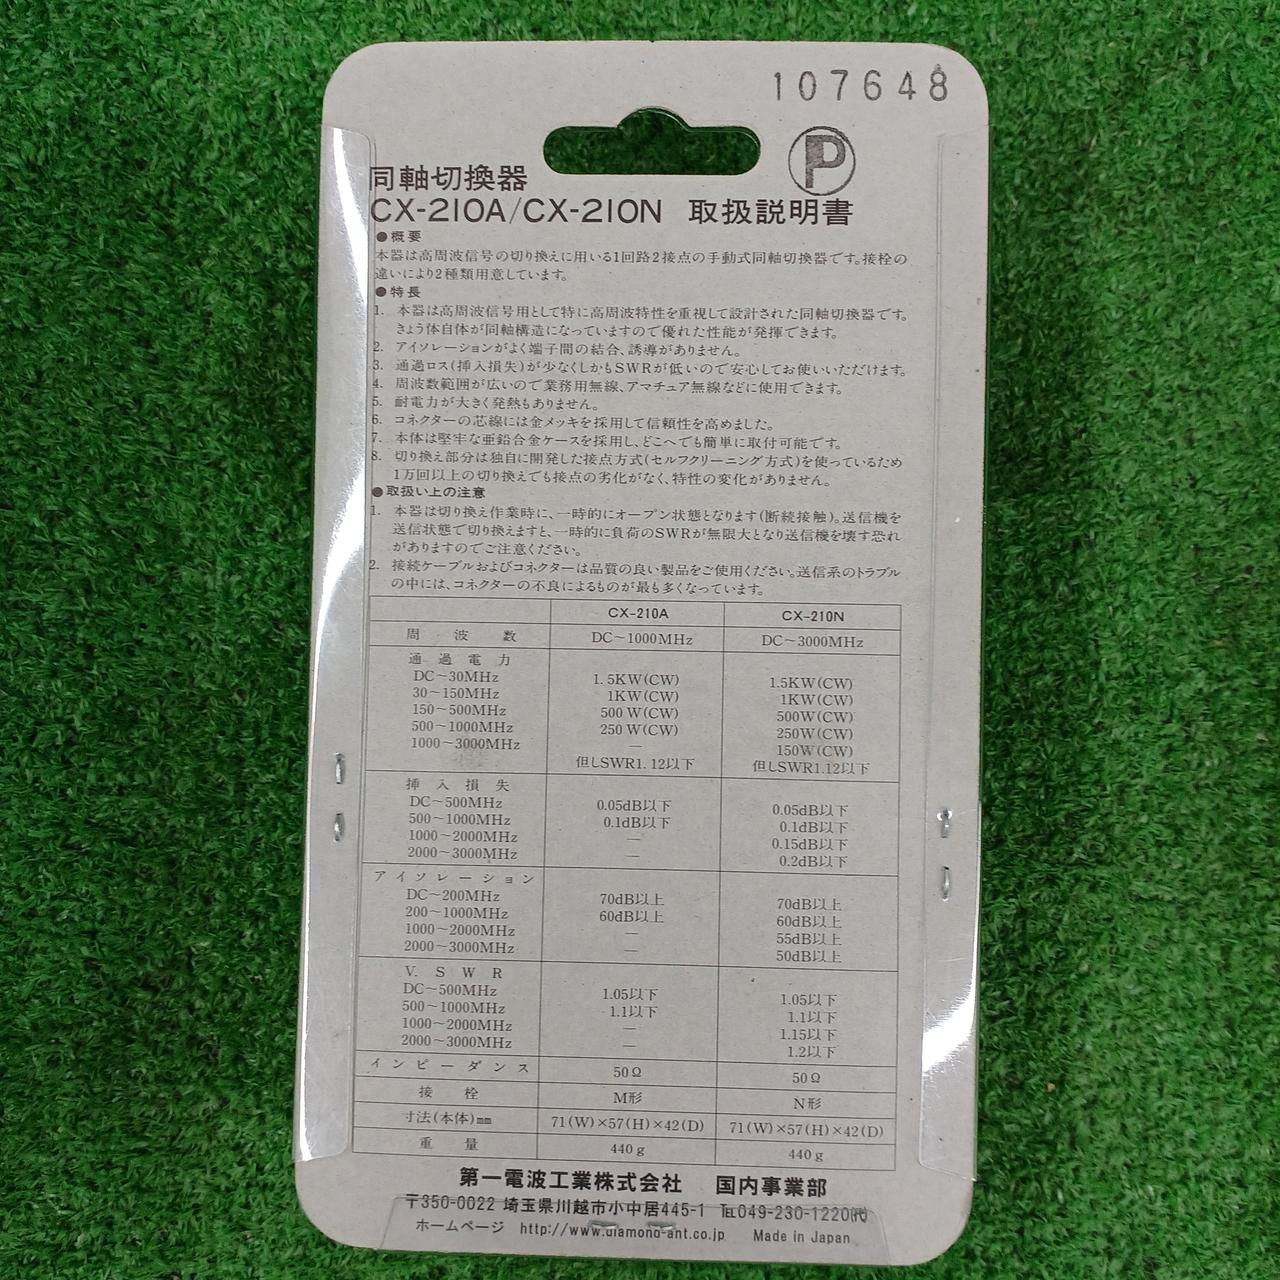 107648
P
同軸切換器
CX-210A/CX-210N 取扱説明書
●概要
本器は高周波信号の切り換えに用いる1回路2接点の手動式同軸切換器です。接栓の
違いにより2種類用意しています。
●特長
1. 本器は高周波信号用として特に高周波特性を重視して設計された同軸切換器です。
きょう体自体が同軸構造になっていますので優れた性能が発揮できます。
2. アイソレーションがよく端子間の結合、誘導がありません。
3. 通過ロス(挿入損失)が少なくしかもSWRが低いので安心してお使いいただけます。
4. 周波数範囲が広いので業務用無線、アマチュア無線などに使用できます。
5. 耐電力が大きく発熱もありません。
6. コネクターの芯線には金メッキを採用して信頼性を高めました。
7. 本体は堅牢な亜鉛合金ケースを採用し、どこへでも簡単に取付可能です。
8. 切り換え部分は独自に開発した接点方式(セルフクリーニング方式)を使っているため
1万回以上の切り換えでも接点の劣化がなく、特性の変化がありません。
●取扱い上の注意
1. 本器は切り換え作業時に、一時的にオープン状態となります(断続接触)。送信機を
送信状態で切り換えますと、一時的に負荷のSWRが無限大となり送信機を壊す恐れ
がありますのでご注意ください。
2. 接続ケーブルおよびコネクターは品質の良い製品をご使用ください。送信系のトラブル
の中には、コネクターの不良によるものが最も多くなっています。
CX-210A CX-210N
周波数 DC～1000MHz DC～3000MHz
通過電力
DC～30MHz 1.5KW(CW) 1.5KW(CW)
30～150MHz 1KW(CW) 1KW(CW)
150～500MHz 500W(CW) 500W(CW)
500～1000MHz 250W(CW) 250W(CW)
1000～3000MHz — 150W(CW)
但しSWR1.12以下 但しSWR1.12以下
挿入損失
DC～500MHz 0.05dB以下 0.05dB以下
500～1000MHz 0.1dB以下 0.1dB以下
1000～2000MHz — 0.15dB以下
2000～3000MHz — 0.2dB以下
アイソレーション
DC～200MHz 70dB以上 70dB以上
200～1000MHz 60dB以上 60dB以上
1000～2000MHz — 55dB以上
2000～3000MHz — 50dB以上
V.SWR
DC～500MHz 1.05以下 1.05以下
500～1000MHz 1.1以下 1.1以下
1000～2000MHz — 1.15以下
2000～3000MHz — 1.2以下
インピーダンス 50Ω 50Ω
接栓 M形 N形
寸法(本体)mm 71(W)×57(H)×42(D) 71(W)×57(H)×42(D)
重量 440g 440g
第一電波工業株式会社 国内事業部
〒350-0022 埼玉県川越市小中居445-1 ℡049-230-1220㈹
ホームページ http://www.diamond-ant.co.jp Made in Japan